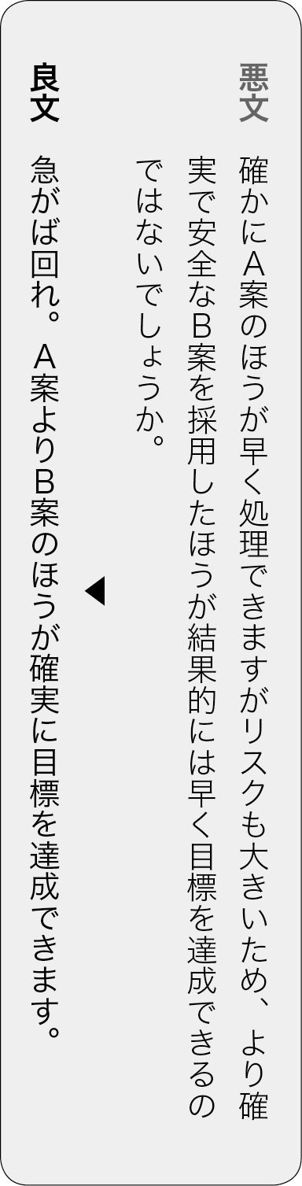 悪文　確かにＡ案のほうが早く処理できますがリスクも大きいため、より確
実で安全なＢ案を採用したほうが結果的には早く目標を達成できるの
ではないでしょうか。
良文　急がば回れ。Ａ案よりＢ案のほうが確実に目標を達成できます。